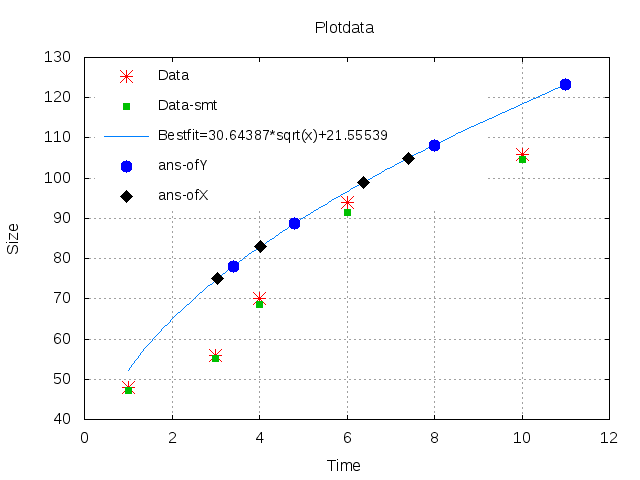 Plotdata
130
120
110
100
90
80
70
60
50
40
Size
Data
Data-smt
Bestfit=30.64387*sqrt(x)+21.55539
ans-ofY
ans-ofX
0 2 4 6 8 10 12
Time